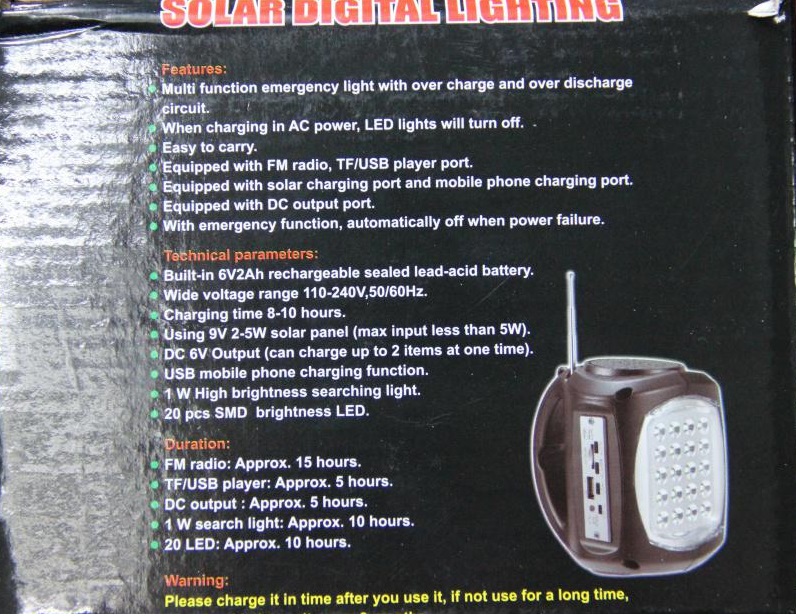 SOLAR DIGITAL LIGHTING
Features:
Multi function emergency light with over charge and over discharge
circuit.
When charging in AC power, LED lights will turn off.
Easy to carry.
Equipped with FM radio, TF/USB player port.
Equipped with solar charging port and mobile phone charging port.
Equipped with DC output port.
With emergency function, automatically off when power failure.
Technical parameters:
Built-in 6V2Ah rechargeable sealed lead-acid battery.
Wide voltage range 110-240V,50/60Hz.
Charging time 8-10 hours.
Using 9V 2-5W solar panel (max input less than 5W).
DC 6V Output (can charge up to 2 items at one time).
USB mobile phone charging function.
1 W High brightness searching light.
20 pcs SMD brightness LED.
Duration:
FM radio: Approx. 15 hours.
TF/USB player: Approx. 5 hours.
DC output : Approx. 5 hours.
1 W search light: Approx. 10 hours.
20 LED: Approx. 10 hours.
Warning:
Please charge it in time after you use it, if not use for a long time,